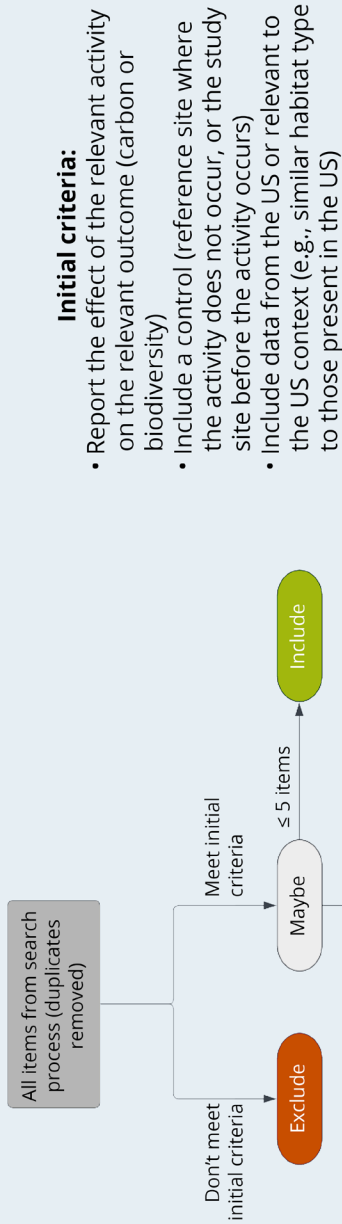 All items from search
process (duplicates
removed)
Don't meet
initial criteria
Meet initial
criteria
Exclude
Maybe
≤ 5 items
Include
Initial criteria:
• Report the effect of the relevant activity
on the relevant outcome (carbon or
biodiversity)
• Include a control (reference site where
the activity does not occur, or the study
site before the activity occurs)
• Include data from the US or relevant to
the US context (e.g., similar habitat type
to those present in the US)